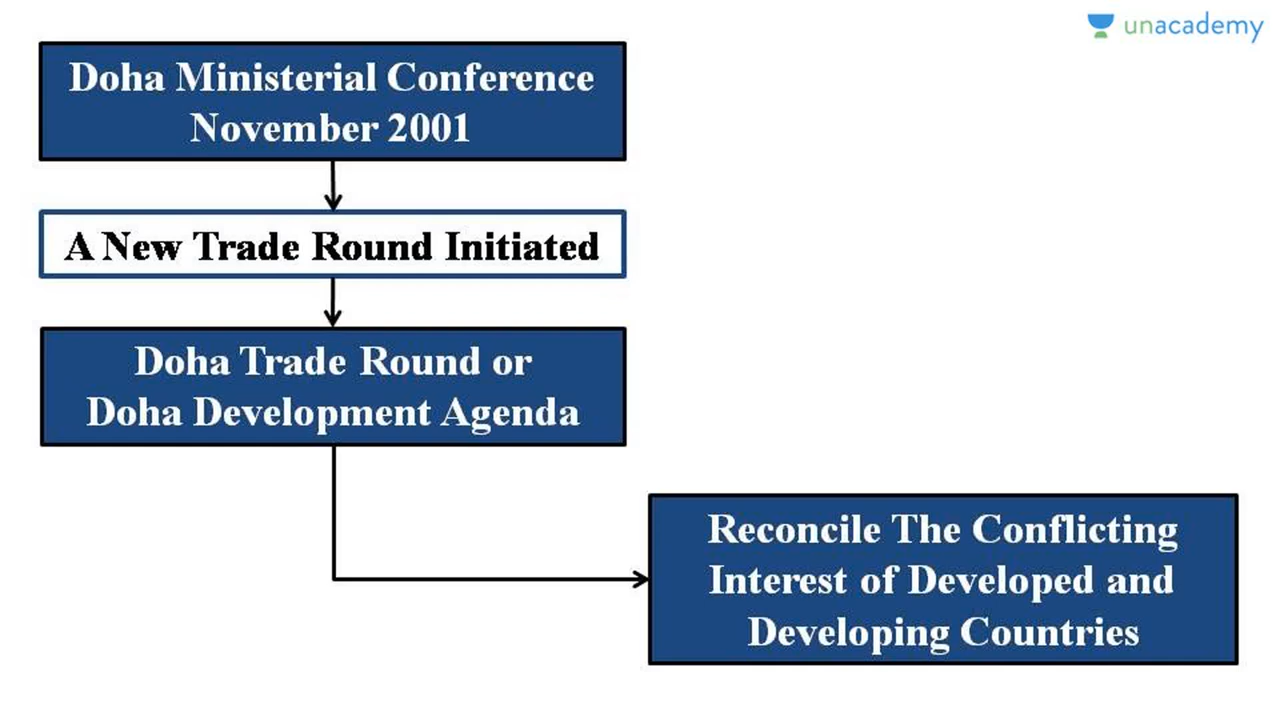 unacademy
Doha Ministerial Conference
November 2001
A New Trade Round Initiated
Doha Trade Round or
Doha Development Agenda
Reconcile The Conflicting
Interest of Developed and
Developing Countries